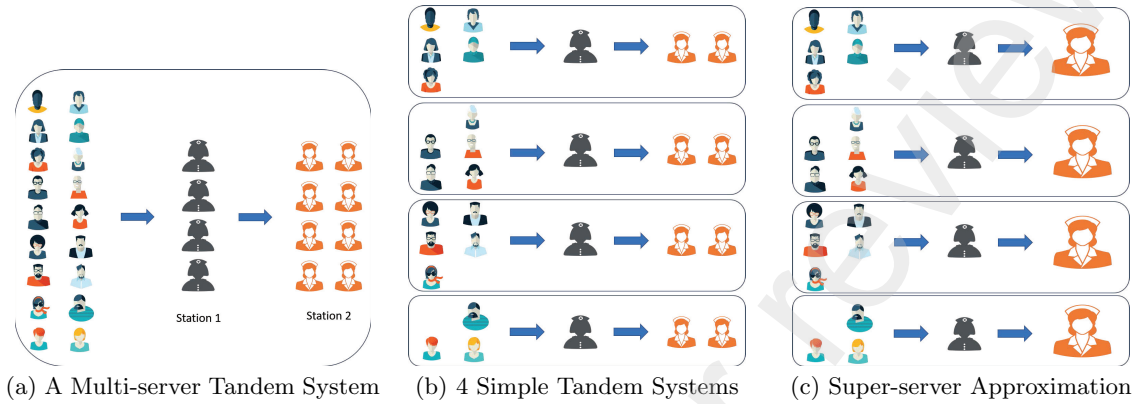 Station 1
Station 2
(a) A Multi-server Tandem System
(b) 4 Simple Tandem Systems
(c) Super-server Approximation